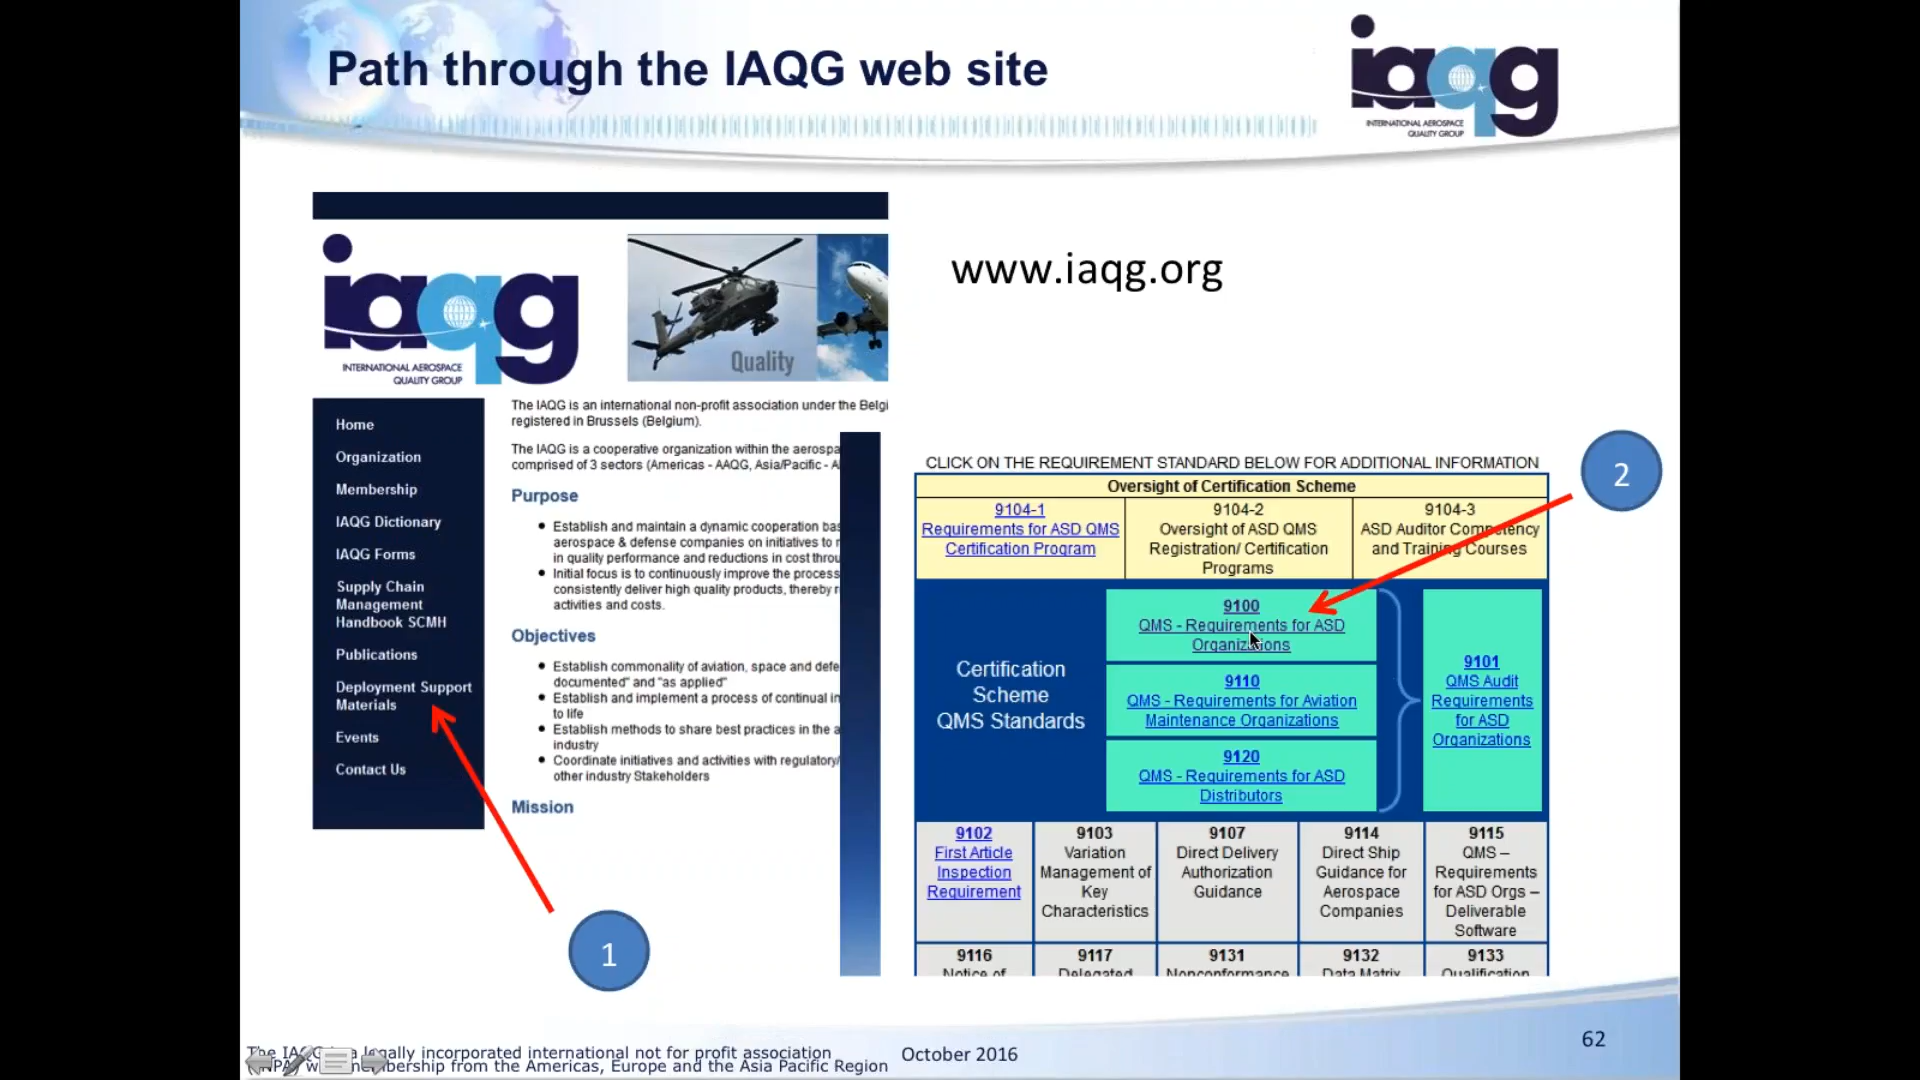 Path through the IAQG web site
iaqg
INTERNATIONAL AEROSPACE
QUALITY GROUP
www.iaqg.org
iaqg
INTERNATIONAL AEROSPACE
QUALITY GROUP
Quality
Home
Organization
Membership
IAQG Dictionary
IAQG Forms
Supply Chain
Management
Handbook SCMH
Publications
Deployment Support
Materials
Events
Contact Us
1
The IAQG is an international non-profit association under the Belgi
registered in Brussels (Belgium).
The IAQG is a cooperative organization within the aerospa
comprised of 3 sectors (Americas - AAQG, Asia/Pacific - A
Purpose
Establish and maintain a dynamic cooperation bas
aerospace & defense companies on initiatives to
in quality performance and reductions in cost throu
Initial focus is to continuously improve the process
consistently deliver high quality products, thereby
activities and costs.
Objectives
Establish commonality of aviation, space and defe
documented" and "as applied"
Establish and implement a process of continual
to life
Establish methods to share best practices in the a
industry
Coordinate initiatives and activities with regulatory/
other industry Stakeholders
Mission
2
CLICK ON THE REQUIREMENT STANDARD BELOW FOR ADDITIONAL INFORMATION
Oversight of Certification Scheme
9104-1
Requirements for ASD QMS
Certification Program
9104-2
Oversight of ASD QMS
Registration/ Certification
Programs
9104-3
ASD Auditor Competency
and Training Courses
Certification
Scheme
QMS Standards
9100
QMS - Requirements for ASD
Organizations
9110
QMS - Requirements for Aviation
Maintenance Organizations
9120
QMS - Requirements for ASD
Distributors
9101
QMS Audit
Requirements
for ASD
Organizations
9102
First Article
Inspection
Requirement
9103
Variation
Management of
Key
Characteristics
9107
Direct Delivery
Authorization
Guidance
9114
Direct Ship
Guidance for
Aerospace
Companies
9115
QMS –
Requirements
for ASD Orgs –
Deliverable
Software
9116
Notice of
9117
Delegated
9131
Nonconformance
9132
Data Matrix
9133
Qualification
The legally incorporated international not for profit association
membership from the Americas, Europe and the Asia Pacific Region
October 2016
62